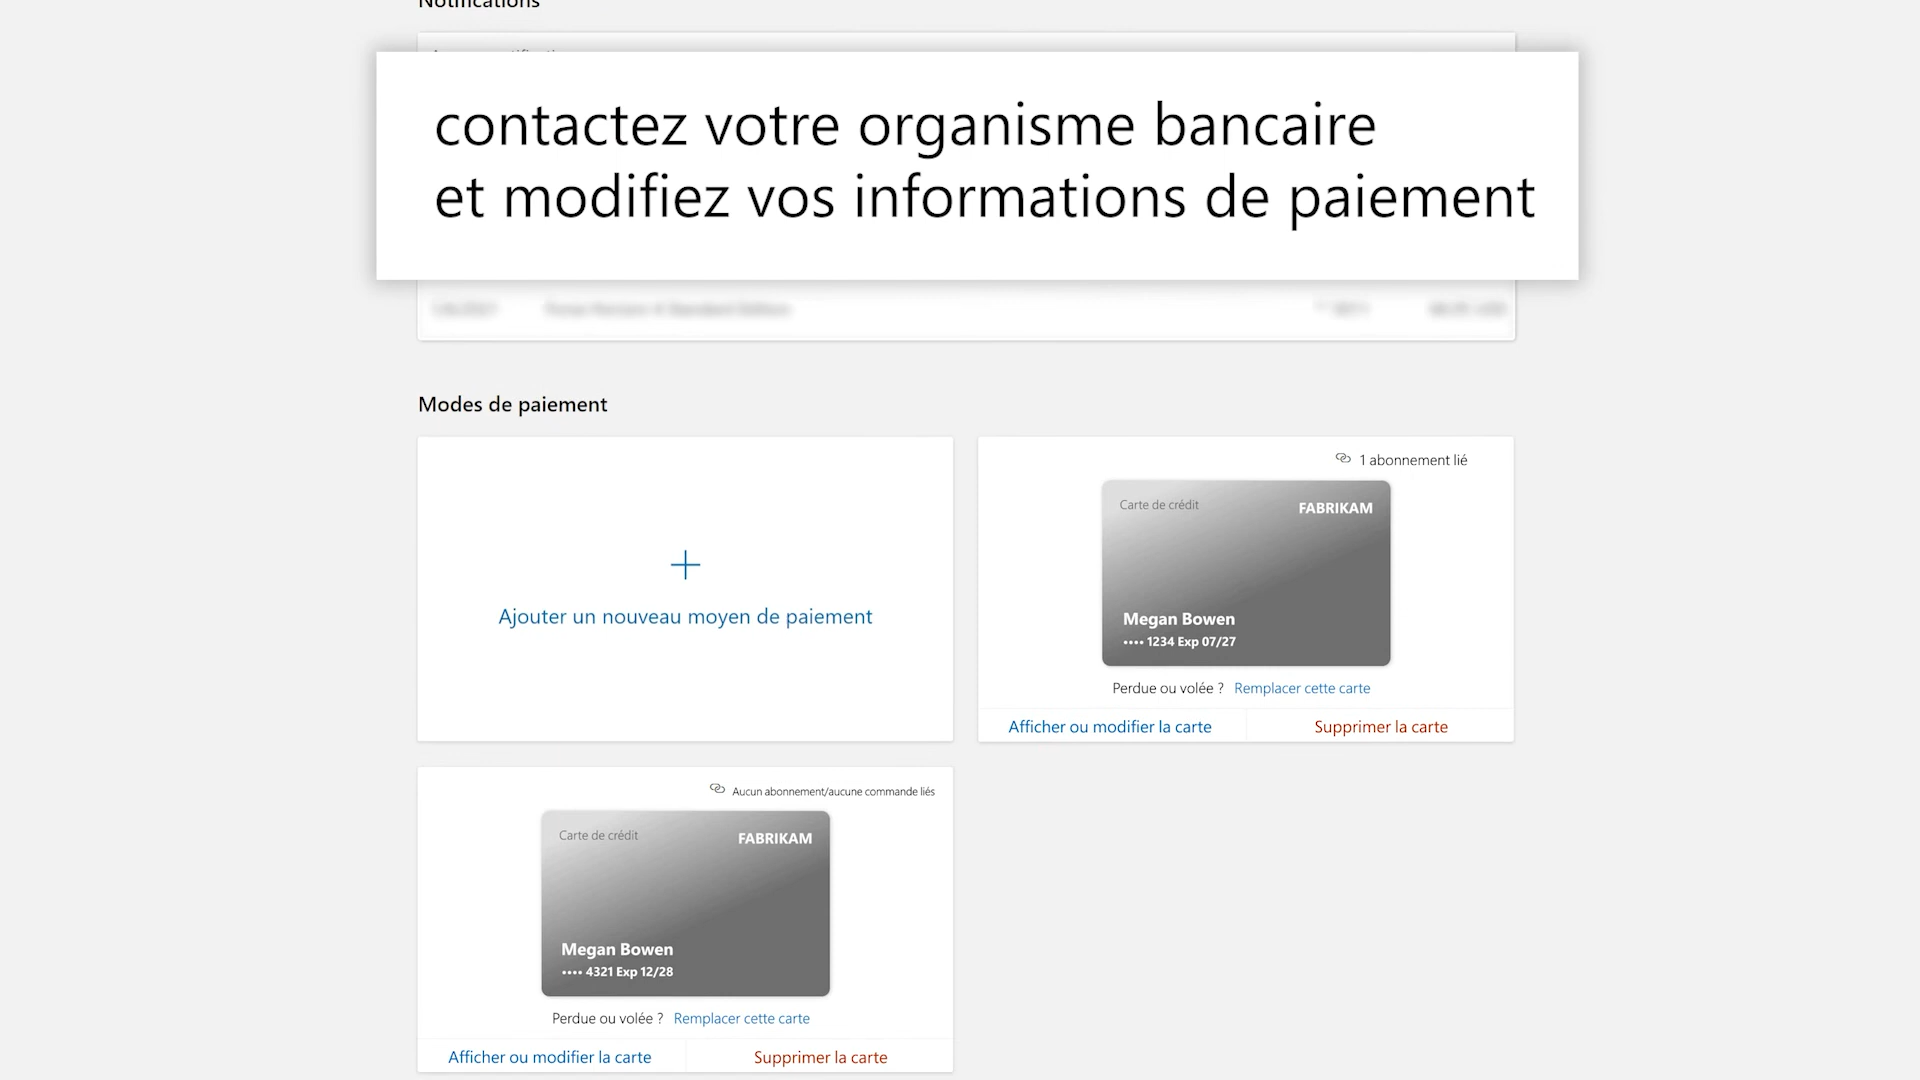 Notifications
contactez votre organisme bancaire
et modifiez vos informations de paiement
Modes de paiement
Ajouter un nouveau moyen de paiement
1 abonnement lié
Carte de crédit
FABRIKAM
Megan Bowen
•••• 1234 Exp 07/27
Perdue ou volée ? Remplacer cette carte
Afficher ou modifier la carte
Supprimer la carte
Aucun abonnement/aucune commande liés
Carte de crédit
FABRIKAM
Megan Bowen
•••• 4321 Exp 12/28
Perdue ou volée ? Remplacer cette carte
Afficher ou modifier la carte
Supprimer la carte